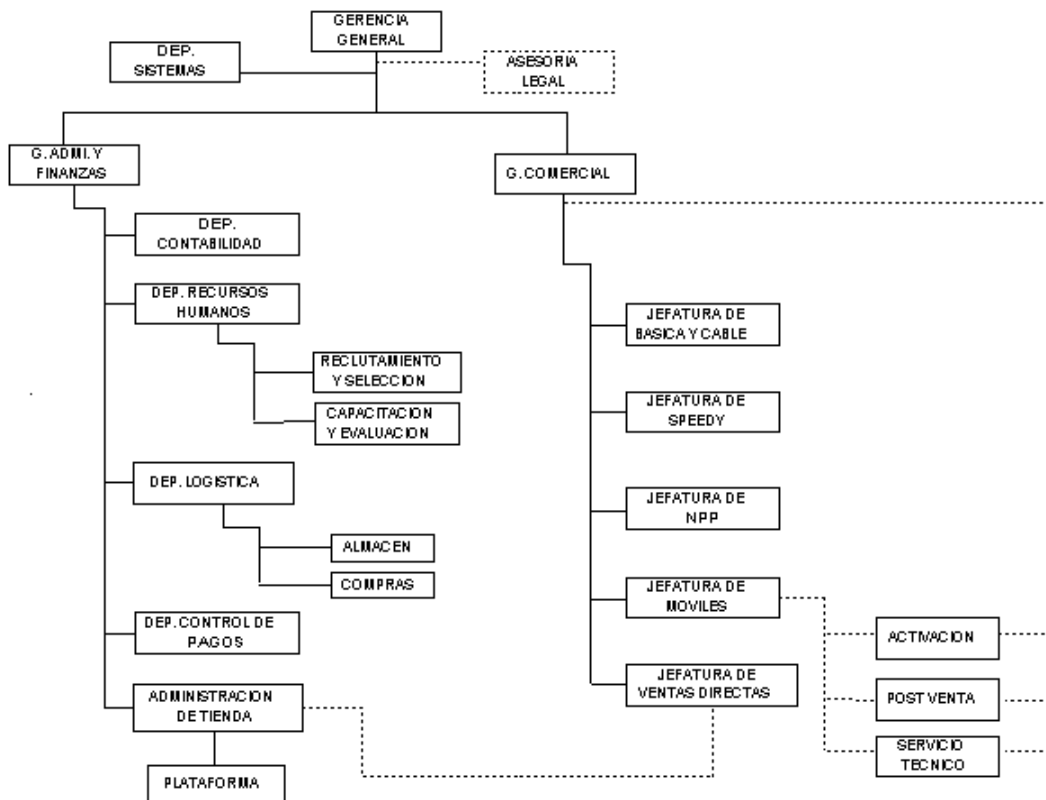 GERENCIA
GENERAL
DEP.
SISTEMAS
ASESORIA
LEGAL
G. ADMI. Y
FINANZAS
G. COMERCIAL
DEP.
CONTABILIDAD
DEP. RECURSOS
HUMANOS
RECLUTAMIENTO
Y SELECCION
CAPACITACION
Y EVALUACION
DEP. LOGISTICA
ALMACEN
COMPRAS
DEP. CONTROL DE
PAGOS
ADMINISTRACION
DE TIENDA
PLATAFORMA
JEFATURA DE
BASICA Y CABLE
JEFATURA DE
SPEEDY
JEFATURA DE
NPP
JEFATURA DE
MOVILES
JEFATURA DE
VENTAS DIRECTAS
ACTIVACION
POST VENTA
SERVICIO
TECNICO